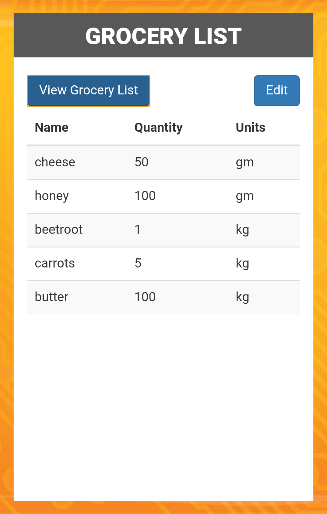 GROCERY LIST
View Grocery List Edit
Name Quantity Units
cheese 50 gm
honey 100 gm
beetroot 1 kg
carrots 5 kg
butter 100 kg